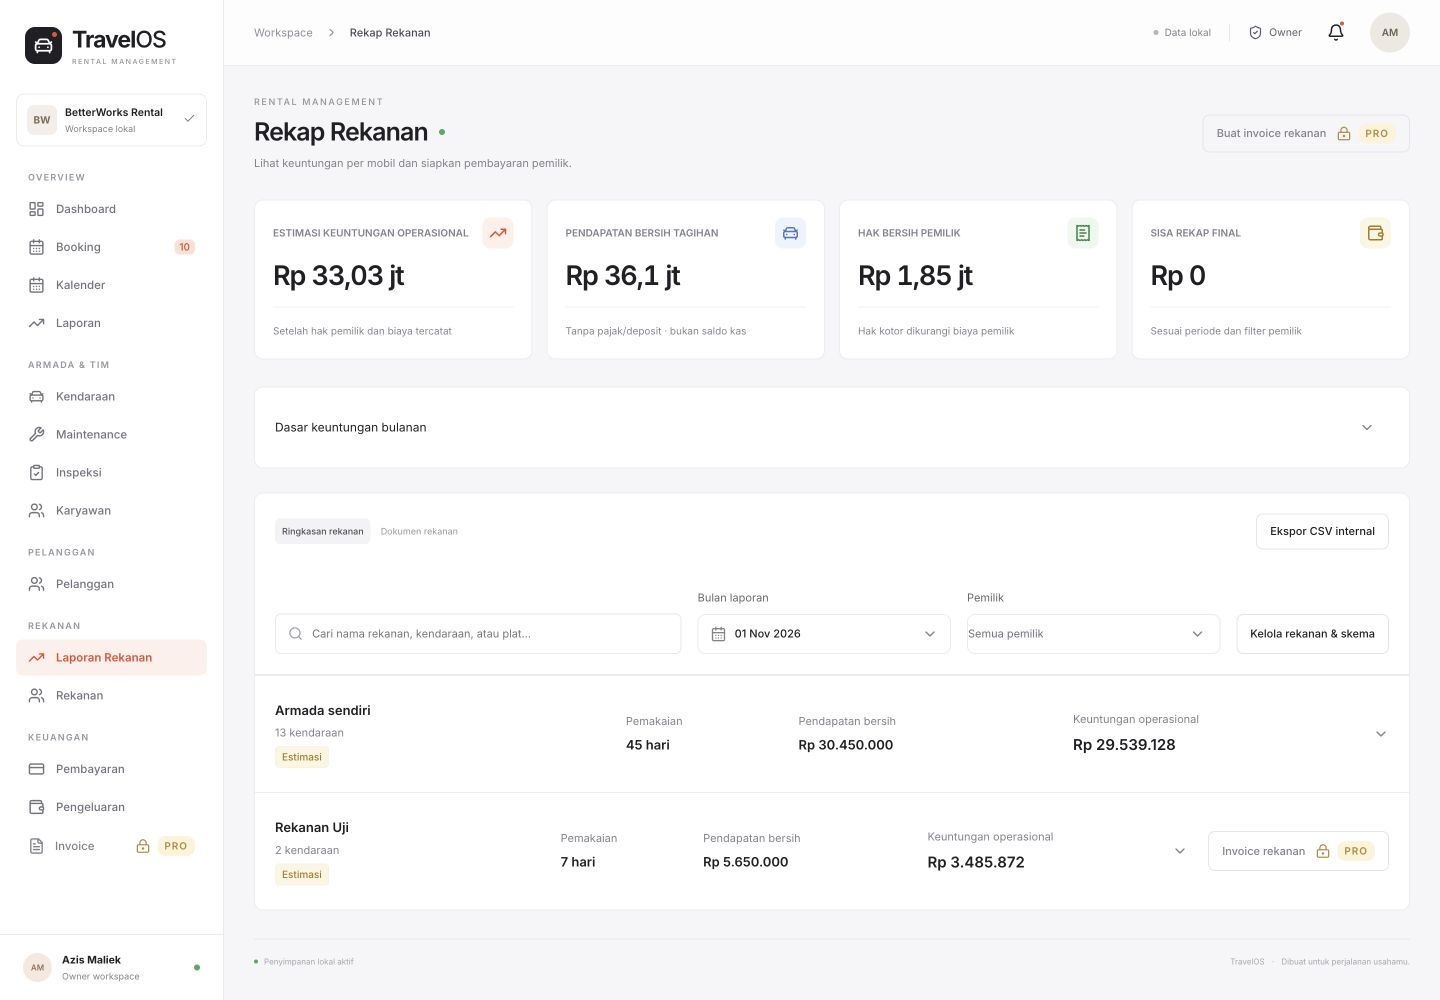 TravelOS
RENTAL MANAGEMENT
BW
BetterWorks Rental
Workspace lokal
OVERVIEW
Dashboard
Booking 10
Kalender
Laporan
ARMADA & TIM
Kendaraan
Maintenance
Inspeksi
Karyawan
PELANGGAN
Pelanggan
REKANAN
Laporan Rekanan
Rekanan
KEUANGAN
Pembayaran
Pengeluaran
Invoice PRO
AM
Azis Maliek
Owner workspace
Workspace Rekap Rekanan
Data lokal Owner AM
RENTAL MANAGEMENT
Rekap Rekanan
Lihat keuntungan per mobil dan siapkan pembayaran pemilik.
Buat invoice rekanan PRO
ESTIMASI KEUNTUNGAN OPERASIONAL
Rp 33,03 jt
Setelah hak pemilik dan biaya tercatat
PENDAPATAN BERSIH TAGIHAN
Rp 36,1 jt
Tanpa pajak/deposit · bukan saldo kas
HAK BERSIH PEMILIK
Rp 1,85 jt
Hak kotor dikurangi biaya pemilik
SISA REKAP FINAL
Rp 0
Sesuai periode dan filter pemilik
Dasar keuntungan bulanan
Ringkasan rekanan Dokumen rekanan
Ekspor CSV internal
Cari nama rekanan, kendaraan, atau plat...
Bulan laporan
01 Nov 2026
Pemilik
Semua pemilik
Kelola rekanan & skema
Armada sendiri
13 kendaraan
Estimasi
Pemakaian
45 hari
Pendapatan bersih
Rp 30.450.000
Keuntungan operasional
Rp 29.539.128
Rekanan Uji
2 kendaraan
Estimasi
Pemakaian
7 hari
Pendapatan bersih
Rp 5.650.000
Keuntungan operasional
Rp 3.485.872
Invoice rekanan PRO
Penyimpanan lokal aktif
TravelOS · Dibuat untuk perjalanan usahamu.